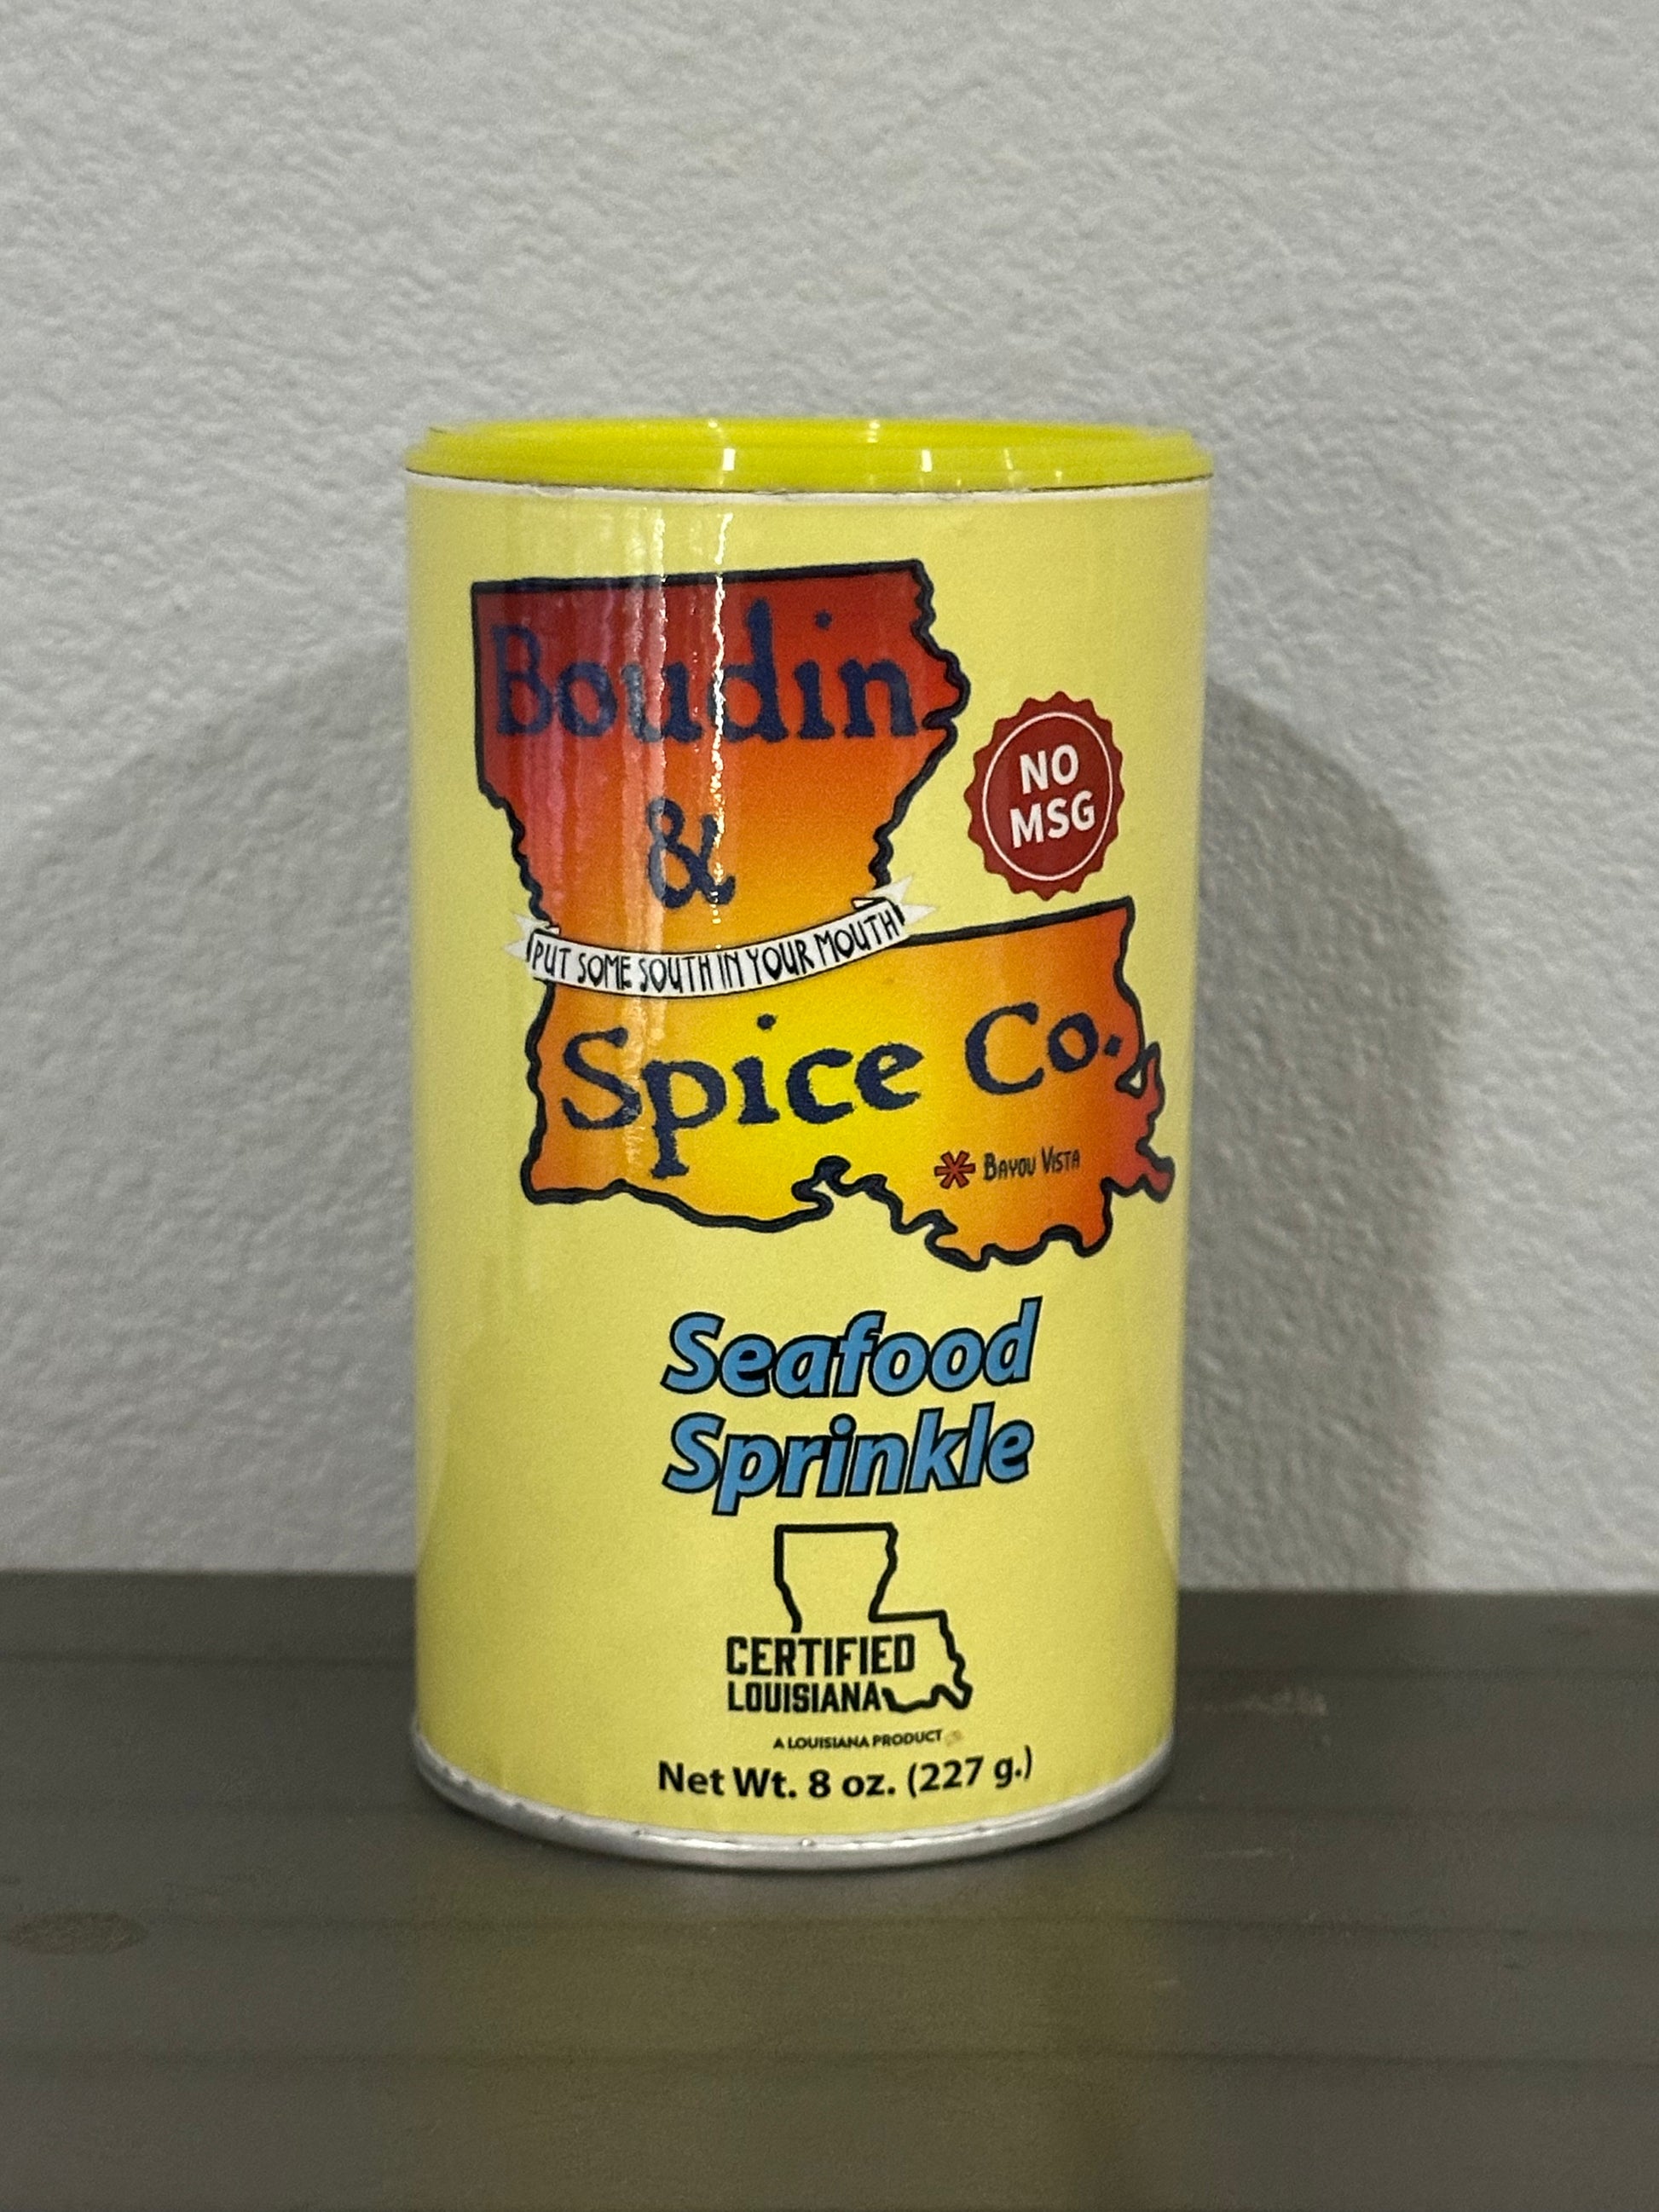 Boudin
&
NO
MSG
PUT SOME SOUTH IN YOUR MOUTH
Spice Co.
Bayou Vista
Seafood
Sprinkle
CERTIFIED
LOUISIANA
A LOUISIANA PRODUCT
Net Wt. 8 oz. (227 g.)